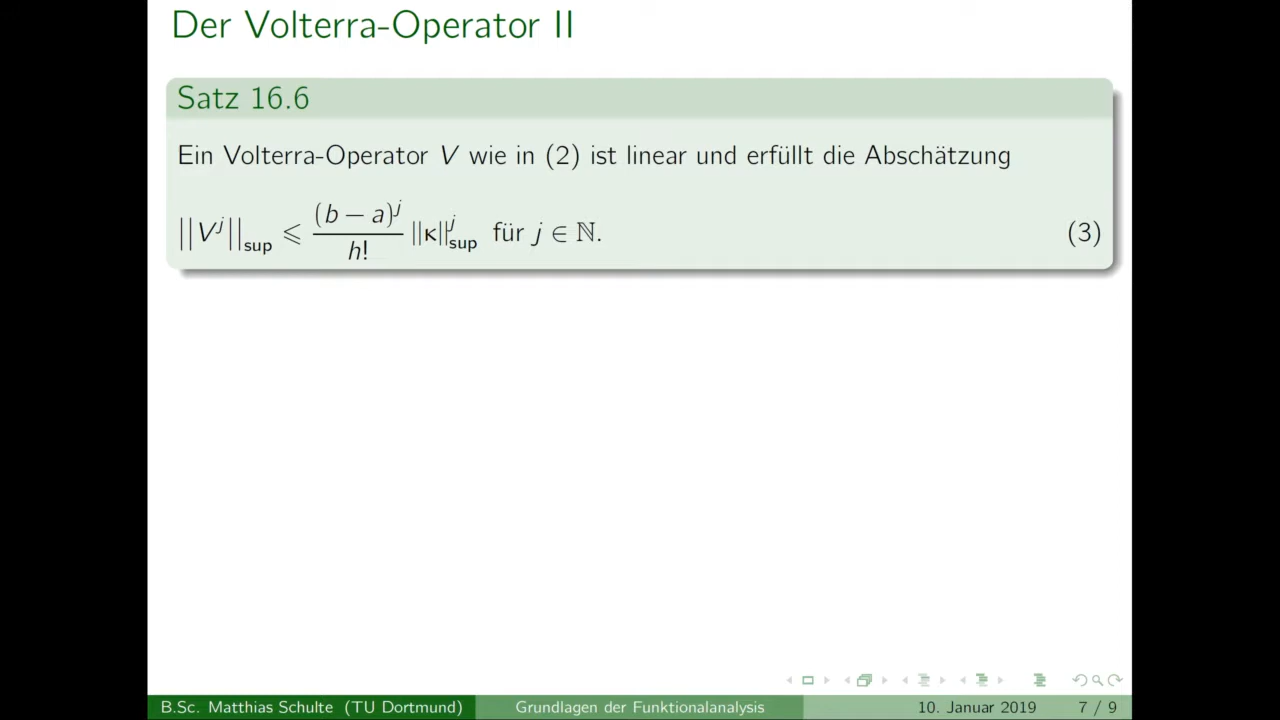 Der Volterra-Operator II
Satz 16.6
Ein Volterra-Operator V wie in (2) ist linear und erfüllt die Abschätzung
||V^j||_sup ⩽ (b − a)^j / h! ||κ||^j_sup für j ∈ ℕ. (3)
B.Sc. Matthias Schulte (TU Dortmund) Grundlagen der Funktionalanalysis 10. Januar 2019 7 / 9